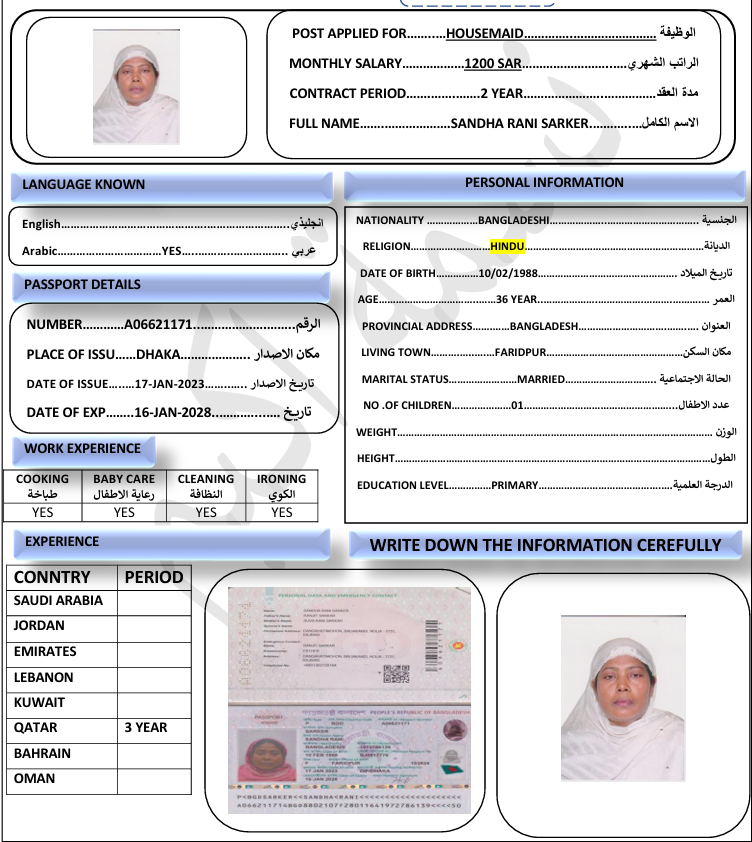 POST APPLIED FOR..........HOUSEMAID...................................... الوظيفة
MONTHLY SALARY...................1200 SAR........................... الراتب الشهري
CONTRACT PERIOD.......................2 YEAR........................... مدة العقد
FULL NAME...........................SANDHA RANI SARKER............... الاسم الكامل
LANGUAGE KNOWN
English........................................................... انجليذي
Arabic...............................YES........................... عربي
PASSPORT DETAILS
NUMBER............A06621171....................... الرقم
PLACE OF ISSU......DHAKA.................... مكان الاصدار
DATE OF ISSUE........17-JAN-2023............ تاريخ الاصدار
DATE OF EXP........16-JAN-2028................. تاريخ
WORK EXPERIENCE
COOKING BABY CARE CLEANING IRONING
طباخة رعاية الاطفال النظافة الكوي
YES YES YES YES
PERSONAL INFORMATION
NATIONALITY .................BANGLADESHI........................................... الجنسية
RELIGION..........................HINDU................................................... الديانة
DATE OF BIRTH ...............10/02/1988........................................ تاريخ الميلاد
AGE.......................................36 YEAR................................................ العمر
PROVINCIAL ADDRESS............BANGLADESH................................... العنوان
LIVING TOWN..................FARIDPUR........................................... مكان السكن
MARITAL STATUS......................MARRIED......................... الحالة الاجتماعية
NO .OF CHILDREN....................01........................................... عدد الاطفال
WEIGHT.............................................................................. الوزن
HEIGHT.............................................................................. الطول
EDUCATION LEVEL..............PRIMARY................................ الدرجة العلمية
EXPERIENCE
CONNTRY PERIOD
SAUDI ARABIA
JORDAN
EMIRATES
LEBANON
KUWAIT
QATAR 3 YEAR
BAHRAIN
OMAN
WRITE DOWN THE INFORMATION CEREFULLY
PERSONAL DATA AND EMERGENCY CONTACT
PEOPLE'S REPUBLIC OF BANGLADESH
PASSPORT
A06621171
SARKER
SANDHA RANI
BANGLADESHI
10 FEB 1988
F FARIDPUR
17 JAN 2023
16 JAN 2028